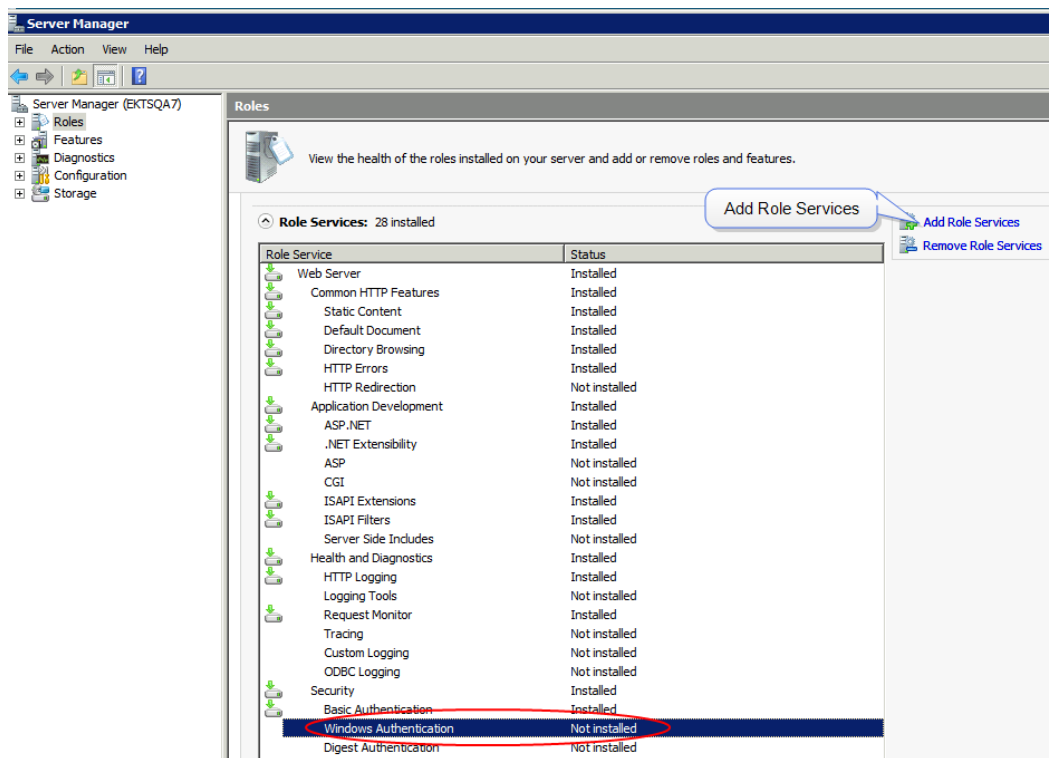 Server Manager
File Action View Help
Server Manager (EKTSQA7)
Roles
Features
Diagnostics
Configuration
Storage
Roles
View the health of the roles installed on your server and add or remove roles and features.
Role Services: 28 installed
Add Role Services
Add Role Services
Remove Role Services
Role Service Status
Web Server Installed
Common HTTP Features Installed
Static Content Installed
Default Document Installed
Directory Browsing Installed
HTTP Errors Installed
HTTP Redirection Not installed
Application Development Installed
ASP.NET Installed
.NET Extensibility Installed
ASP Not installed
CGI Not installed
ISAPI Extensions Installed
ISAPI Filters Installed
Server Side Includes Not installed
Health and Diagnostics Installed
HTTP Logging Installed
Logging Tools Not installed
Request Monitor Installed
Tracing Not installed
Custom Logging Not installed
ODBC Logging Not installed
Security Installed
Basic Authentication Installed
Windows Authentication Not installed
Digest Authentication Not installed